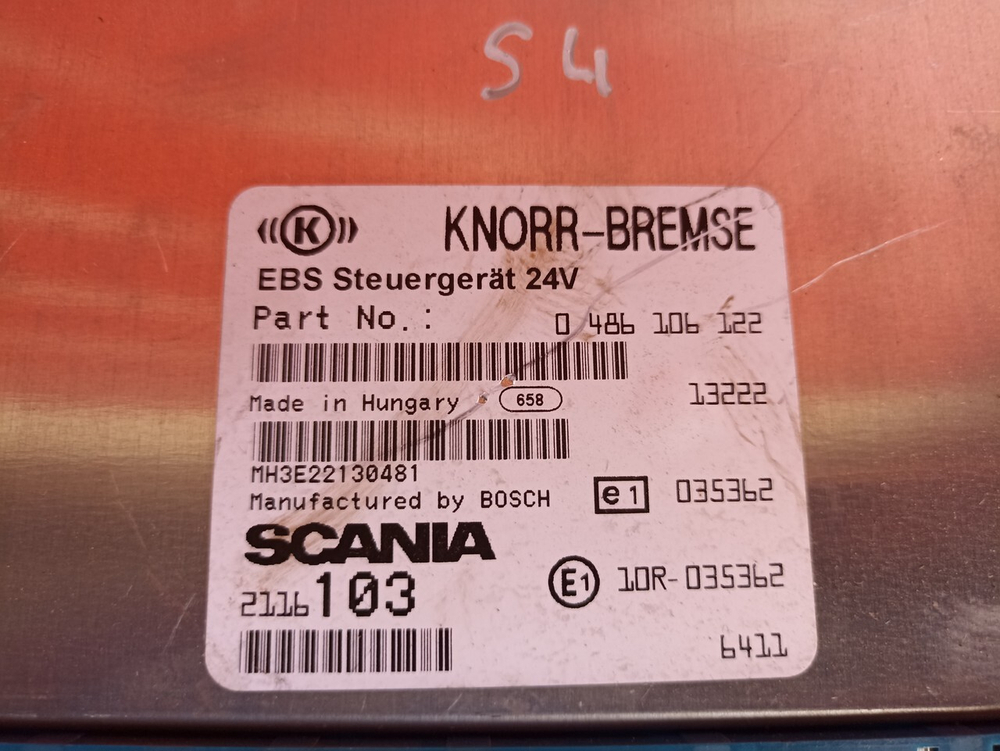 S4
K KNORR-BREMSE
EBS Steuergerät 24V
Part No.: 0 486 106 122
13222
Made in Hungary 658
MH3E22130481
Manufactured by BOSCH e1 035362
SCANIA
2116103 E1 10R-035362
6411